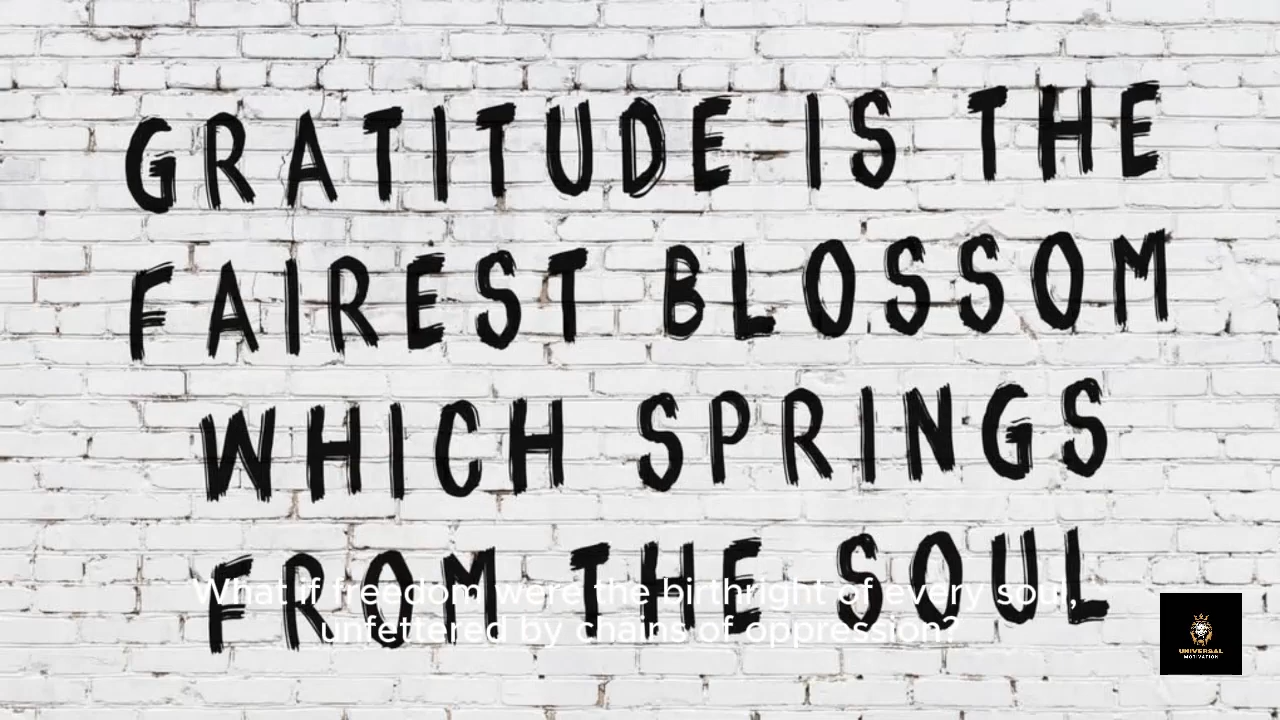 GRATITUDE IS THE
FAIREST BLOSSOM
WHICH SPRINGS
FROM THE SOUL
What if freedom were the birthright of every soul,
unfettered by chains of oppression?
UNIVERSAL
MOTIVATION